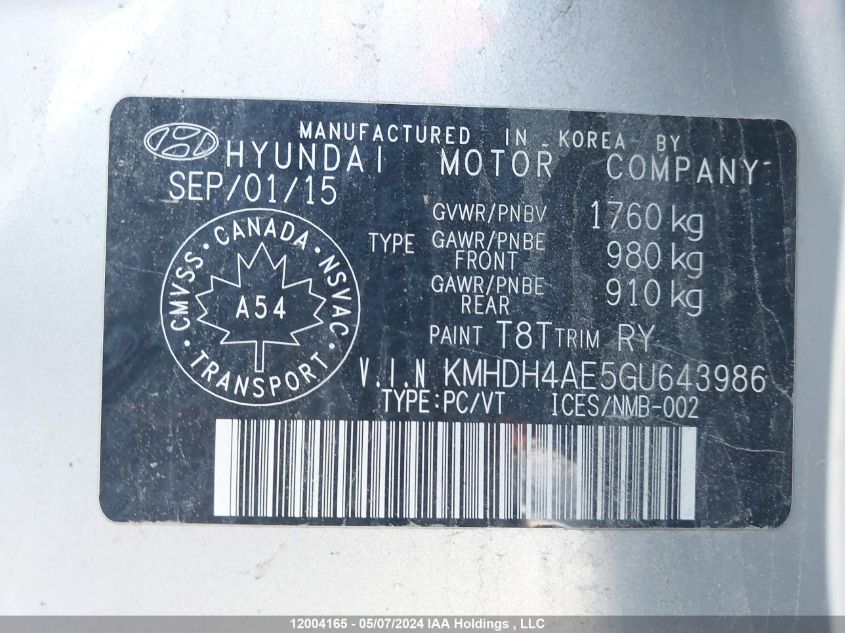 MANUFACTURED IN KOREA BY
HYUNDAI MOTOR COMPANY
SEP/01/15
GVWR/PNBV 1760 kg
TYPE GAWR/PNBE FRONT 980 kg
GAWR/PNBE REAR 910 kg
CMVSS · CANADA · NSVAC · TRANSPORT ·
A54
PAINT T8T TRIM RY
V.I.N KMHDH4AE5GU643986
TYPE:PC/VT ICES/NMB-002
12004165 - 05/07/2024 IAA Holdings , LLC